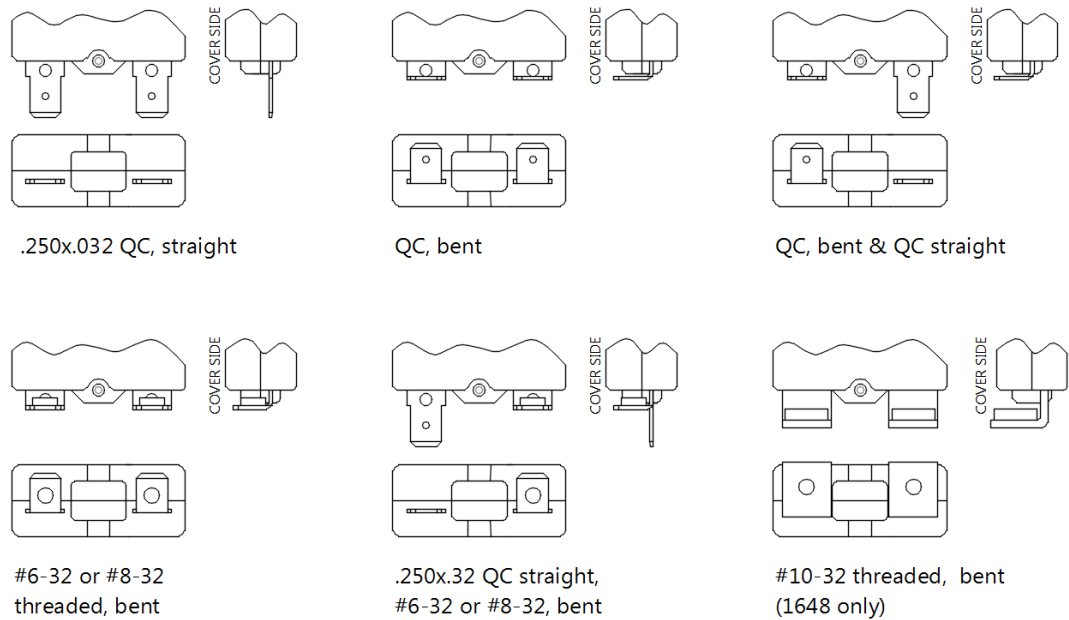 COVER SIDE
COVER SIDE
COVER SIDE
.250x.032 QC, straight
QC, bent
QC, bent & QC straight
COVER SIDE
COVER SIDE
COVER SIDE
#6-32 or #8-32
threaded, bent
.250x.32 QC straight,
#6-32 or #8-32, bent
#10-32 threaded,  bent
(1648 only)